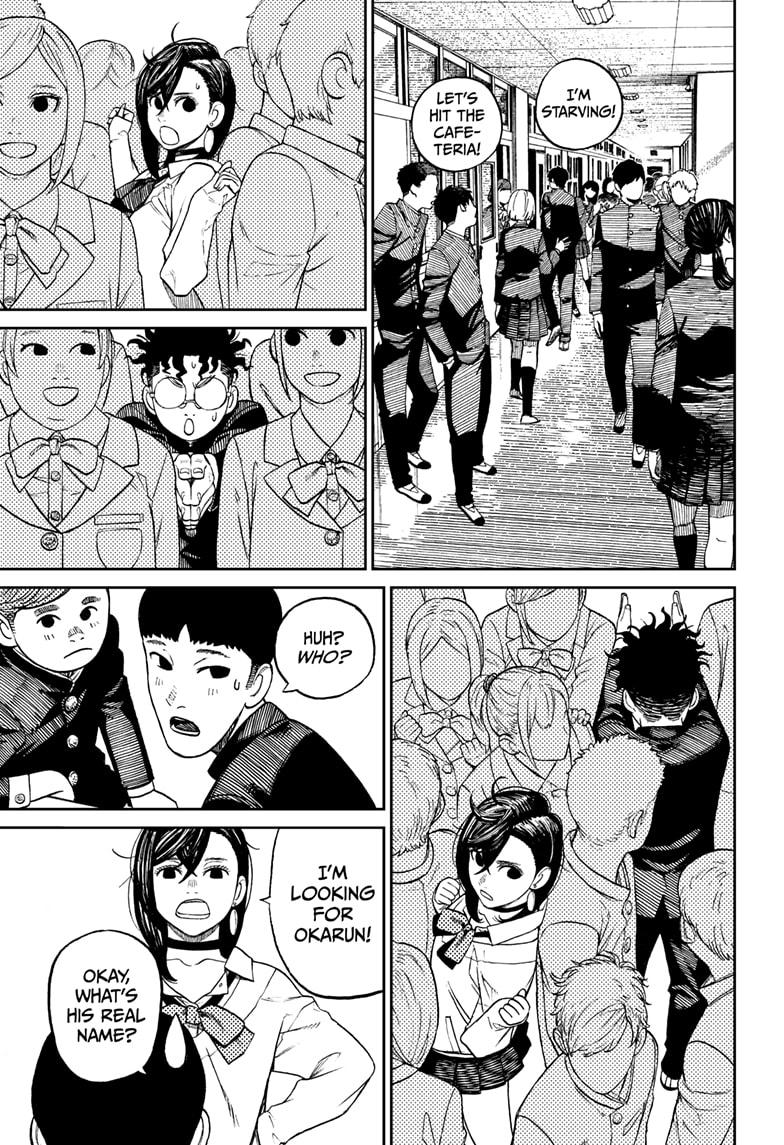 I'M
STARVING!
LET'S
HIT THE
CAFE-
TERIA!
HUH?
WHO?
I'M
LOOKING
FOR
OKARUN!
OKAY,
WHAT'S
HIS REAL
NAME?